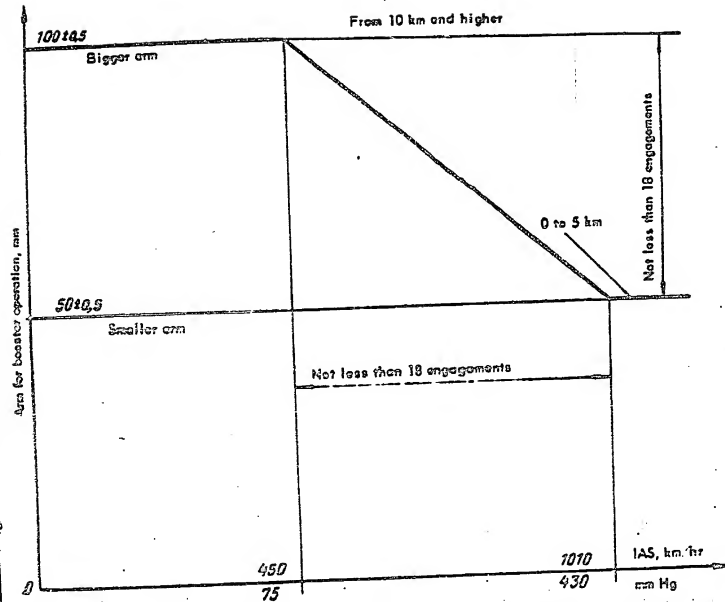 From 10 km and higher
100±0,5
Bigger arm
Not less than 18 engagements
0 to 5 km
Arm for booster operation, mm
50±0,5
Smaller arm
Not less than 18 engagements
450
1010
IAS, km/hr
0
75
430
mm Hg